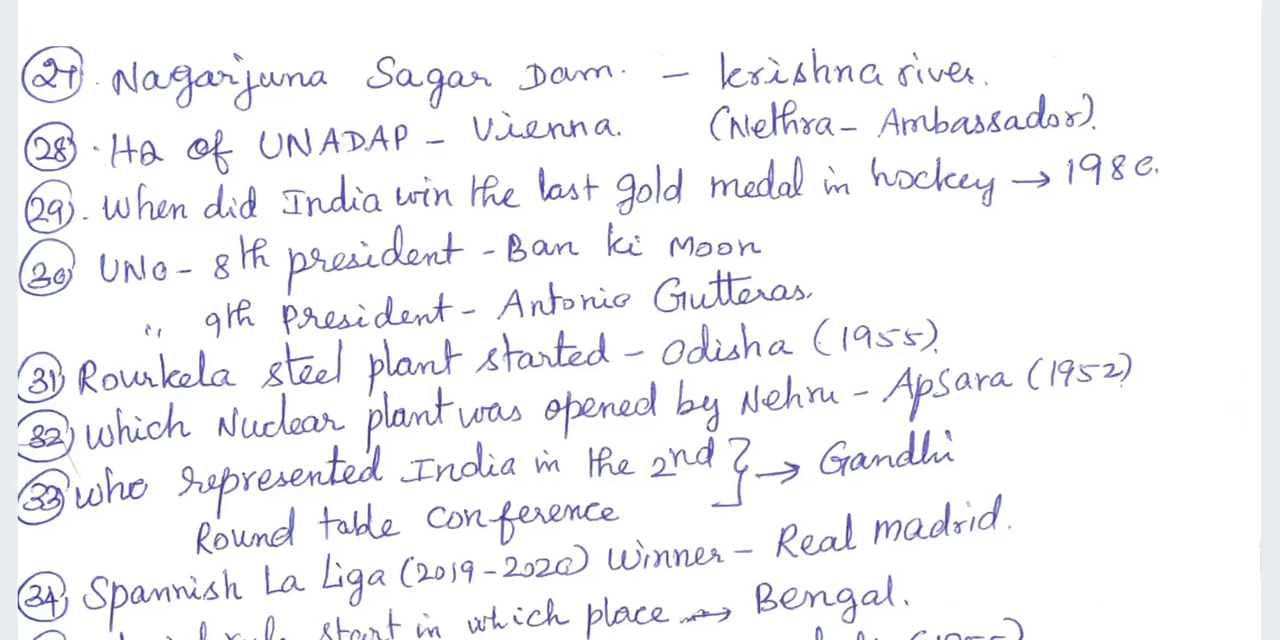 27. Nagarjuna Sagar Dam. - Krishna river.
28. HQ of UNADAP - Vienna. (Nethra - Ambassador).
29. When did India win the last gold medal in hockey → 1980.
30 UNO - 8th president - Ban ki Moon
" 9th President - Antonio Gutteras.
31) Rourkela steel plant started - Odisha (1955).
32) which Nuclear plant was opened by Nehru - Apsara (1952)
33) who represented India in the 2nd } → Gandhi
Round table conference
34) Spannish La Liga (2019-2020) Winner - Real madrid.
start in which place → Bengal.